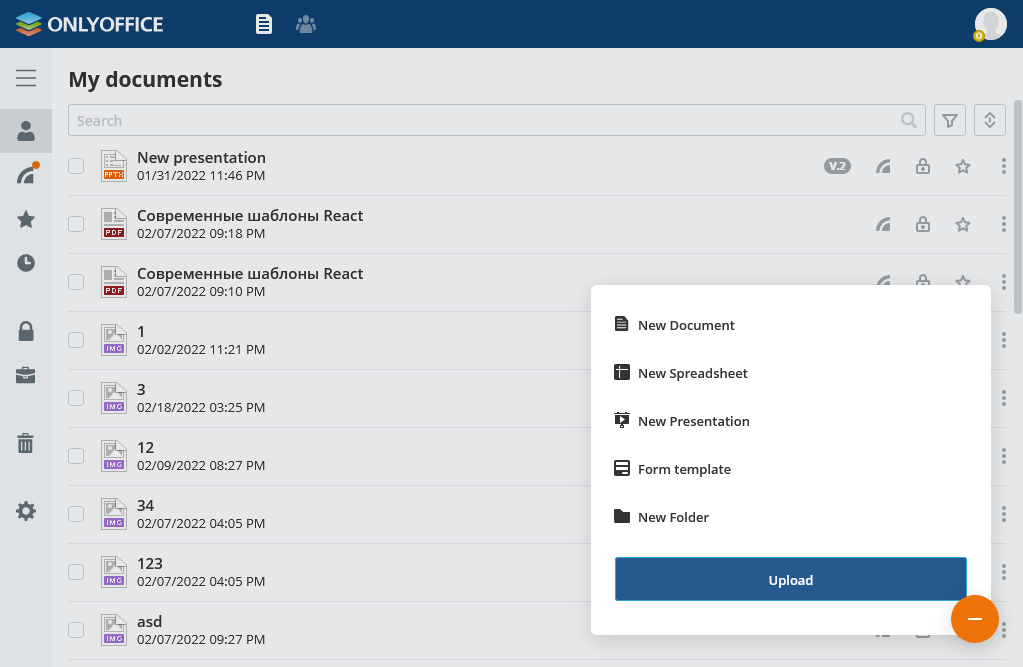 ONLYOFFICE
My documents
Search
New presentation
01/31/2022 11:46 PM
V.2
PPTX
Современные шаблоны React
02/07/2022 09:18 PM
PDF
Современные шаблоны React
02/07/2022 09:10 PM
PDF
1
02/02/2022 11:21 PM
IMG
3
02/18/2022 03:25 PM
IMG
12
02/09/2022 08:27 PM
IMG
34
02/07/2022 04:05 PM
IMG
123
02/07/2022 04:05 PM
IMG
asd
02/07/2022 09:27 PM
IMG
New Document
New Spreadsheet
New Presentation
Form template
New Folder
Upload